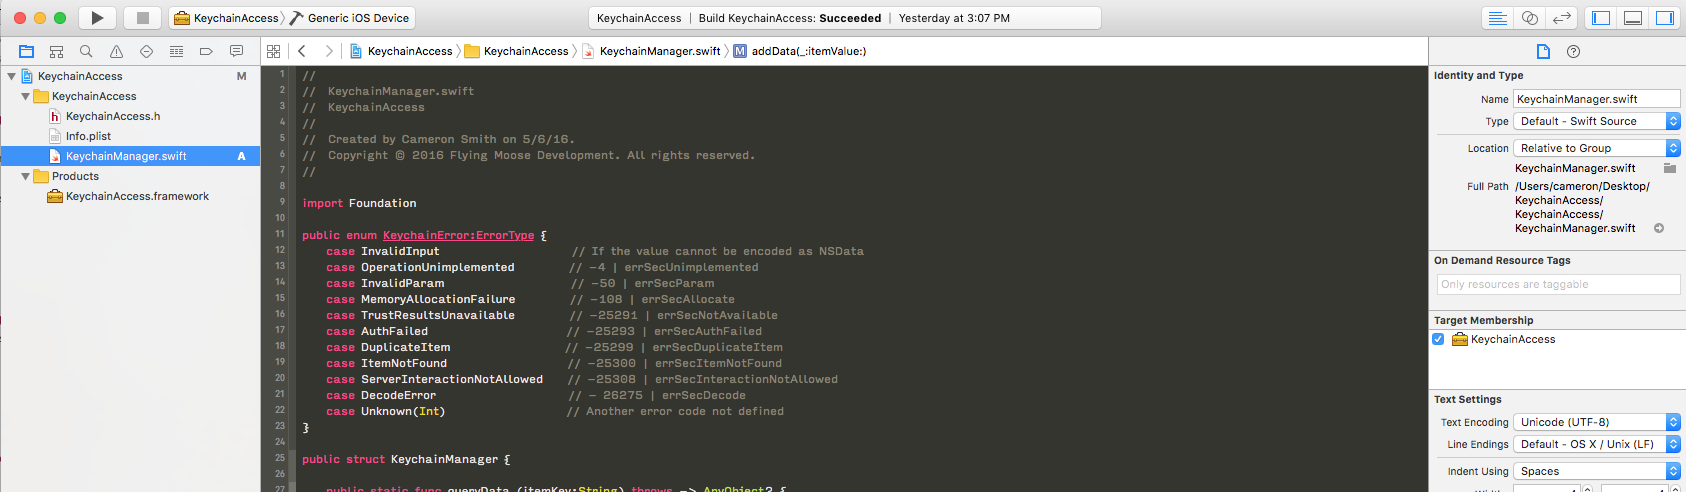 KeychainAccess Generic iOS Device
KeychainAccess | Build KeychainAccess: Succeeded | Yesterday at 3:07 PM
KeychainAccess KeychainAccess KeychainManager.swift M addData(_:itemValue:)
KeychainAccess M
KeychainAccess
h KeychainAccess.h
Info.plist
KeychainManager.swift A
Products
KeychainAccess.framework
1 //
2 // KeychainManager.swift
3 // KeychainAccess
4 //
5 // Created by Cameron Smith on 5/6/16.
6 // Copyright © 2016 Flying Moose Development. All rights reserved.
7 //
8
9 import Foundation
10
11 public enum KeychainError:ErrorType {
12 case InvalidInput // If the value cannot be encoded as NSData
13 case OperationUnimplemented // -4 | errSecUnimplemented
14 case InvalidParam // -50 | errSecParam
15 case MemoryAllocationFailure // -108 | errSecAllocate
16 case TrustResultsUnavailable // -25291 | errSecNotAvailable
17 case AuthFailed // -25293 | errSecAuthFailed
18 case DuplicateItem // -25299 | errSecDuplicateItem
19 case ItemNotFound // -25300 | errSecItemNotFound
20 case ServerInteractionNotAllowed // -25308 | errSecInteractionNotAllowed
21 case DecodeError // - 26275 | errSecDecode
22 case Unknown(Int) // Another error code not defined
23 }
24
25 public struct KeychainManager {
26
27 public static func queryData (itemKey:String) throws -> AnyObject? {
Identity and Type
Name KeychainManager.swift
Type Default - Swift Source
Location Relative to Group
KeychainManager.swift
Full Path /Users/cameron/Desktop/
KeychainAccess/
KeychainAccess/
KeychainManager.swift
On Demand Resource Tags
Only resources are taggable
Target Membership
KeychainAccess
Text Settings
Text Encoding Unicode (UTF-8)
Line Endings Default - OS X / Unix (LF)
Indent Using Spaces
Width